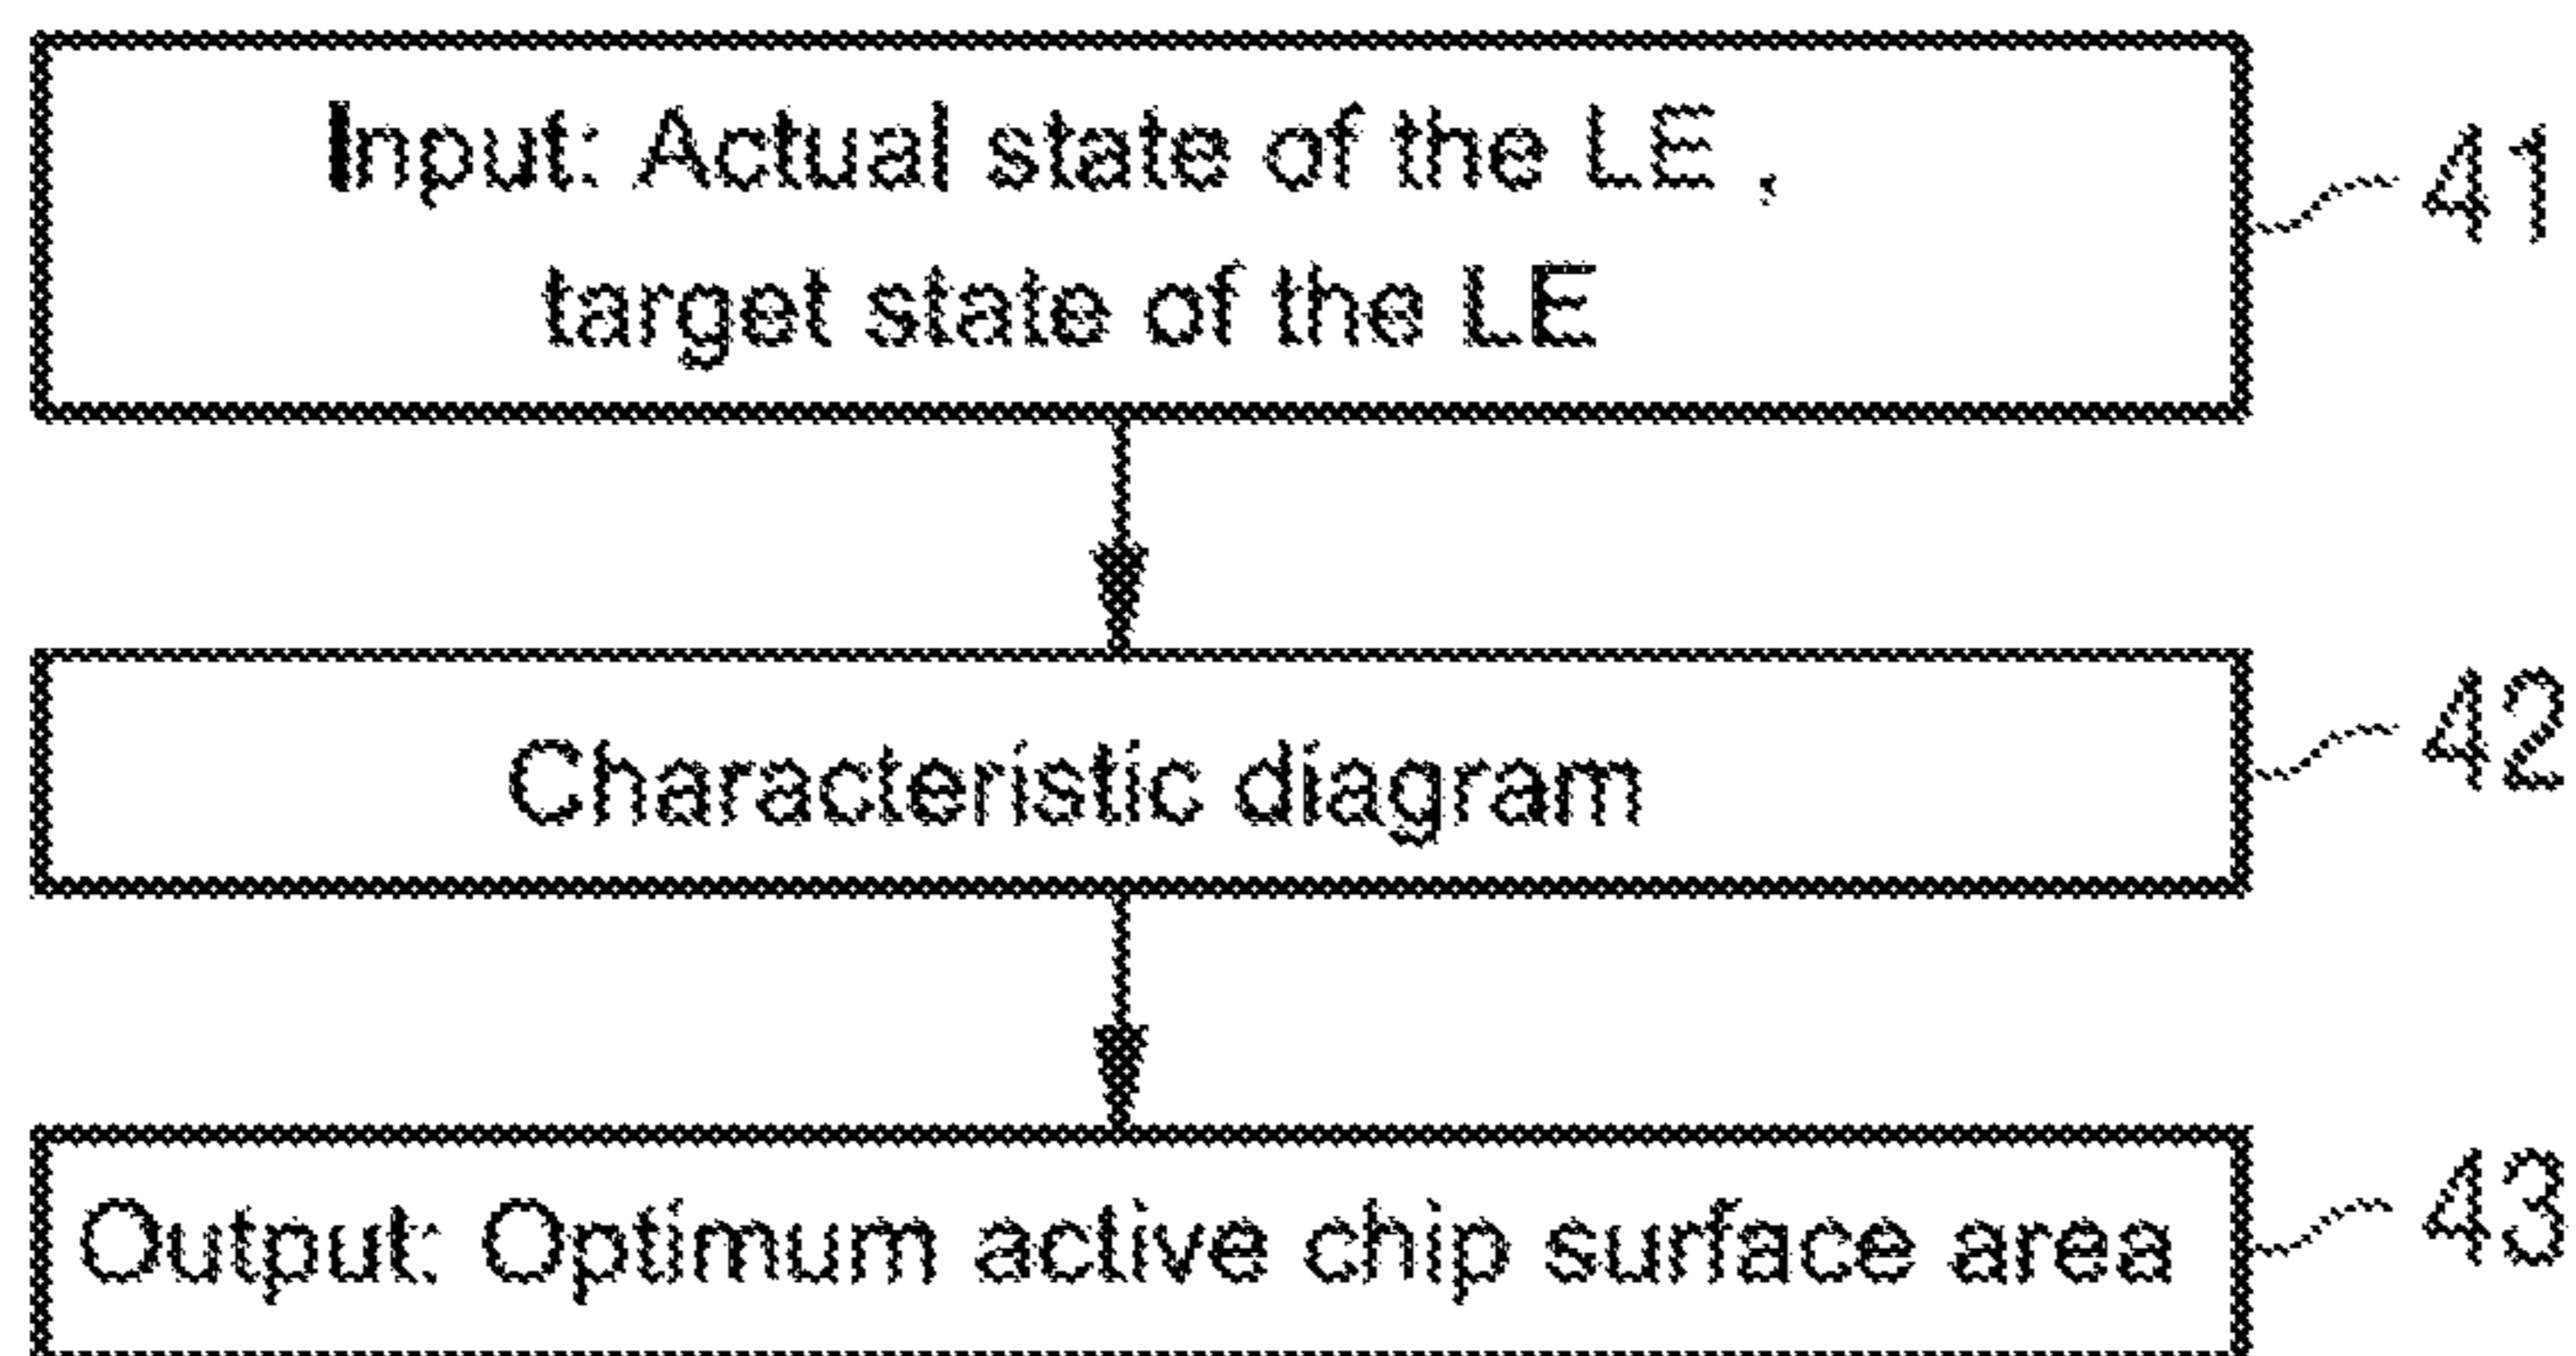 Input: Actual state of the LE ,
target state of the LE
41
Characteristic diagram
42
Output: Optimum active chip surface area
43